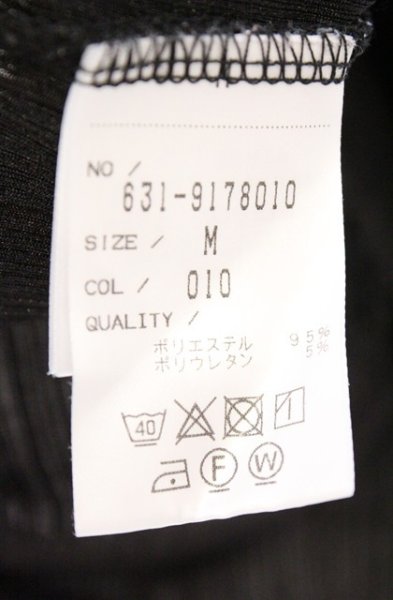 NO /
631-9178010
SIZE / M
COL / 010
QUALITY /
ポリエステル 95%
ポリウレタン 5%
40
F W